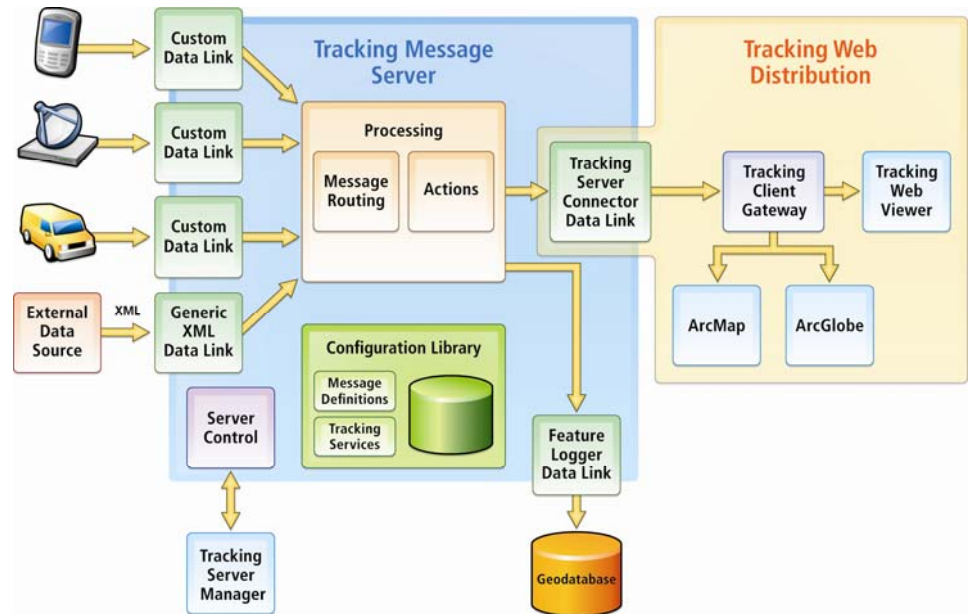 Custom
Data Link
Tracking Message
Server
Tracking Web
Distribution
Custom
Data Link
Processing
Message
Routing
Actions
Tracking
Server
Connector
Data Link
Tracking
Client
Gateway
Tracking
Web
Viewer
Custom
Data Link
External
Data
Source
XML
Generic
XML
Data Link
ArcMap
ArcGlobe
Configuration Library
Message
Definitions
Tracking
Services
Server
Control
Feature
Logger
Data Link
Tracking
Server
Manager
Geodatabase